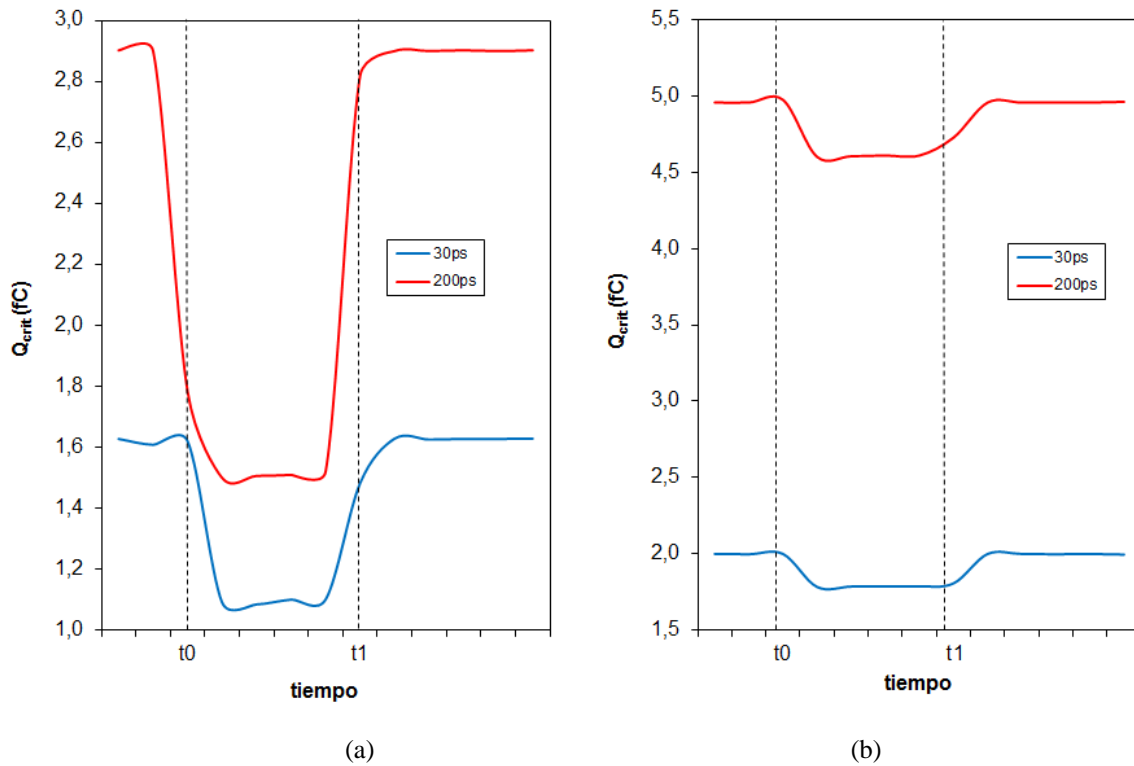 3,0
2,8
2,6
2,4
2,2
2,0
1,8
1,6
1,4
1,2
1,0
Qcrit (fC)
30ps
200ps
t0
t1
tiempo
(a)
5,5
5,0
4,5
4,0
3,5
3,0
2,5
2,0
1,5
Qcrit (fC)
30ps
200ps
t0
t1
tiempo
(b)